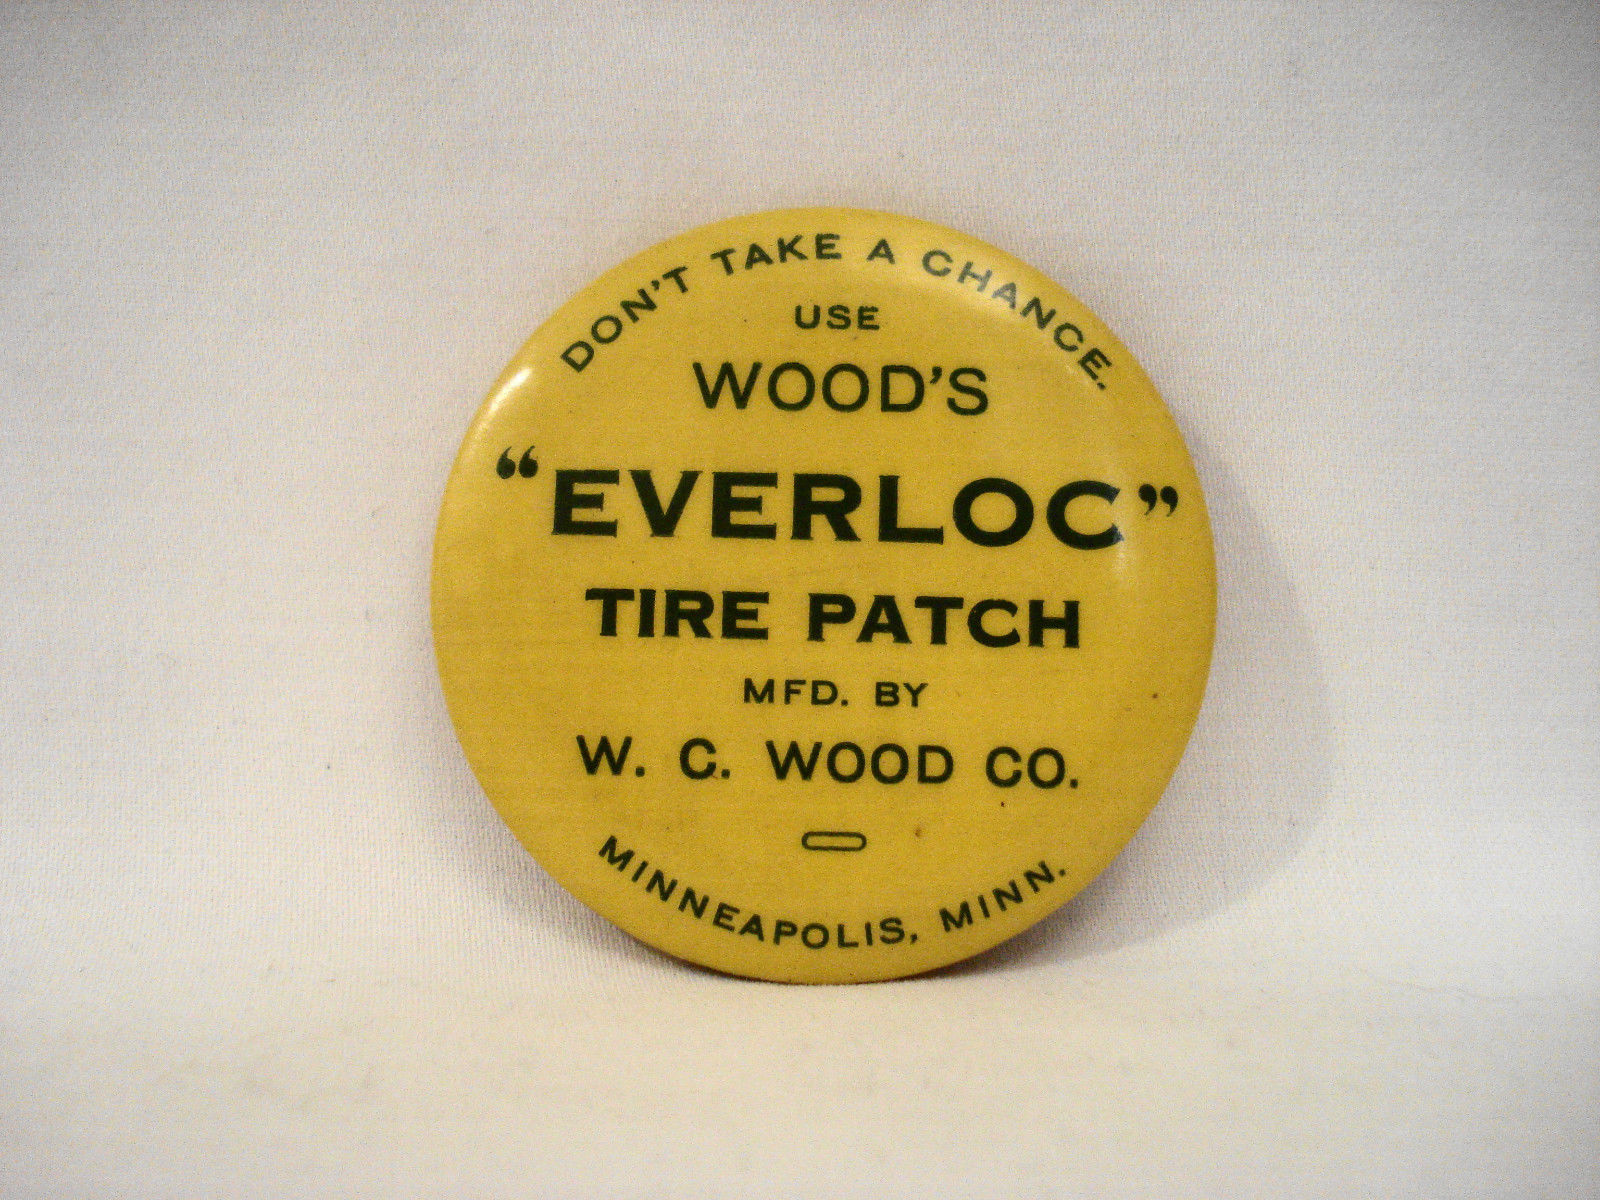 DON'T TAKE A CHANCE.
USE
WOOD'S
“EVERLOC”
TIRE PATCH
MFD. BY
W. C. WOOD CO.
MINNEAPOLIS, MINN.